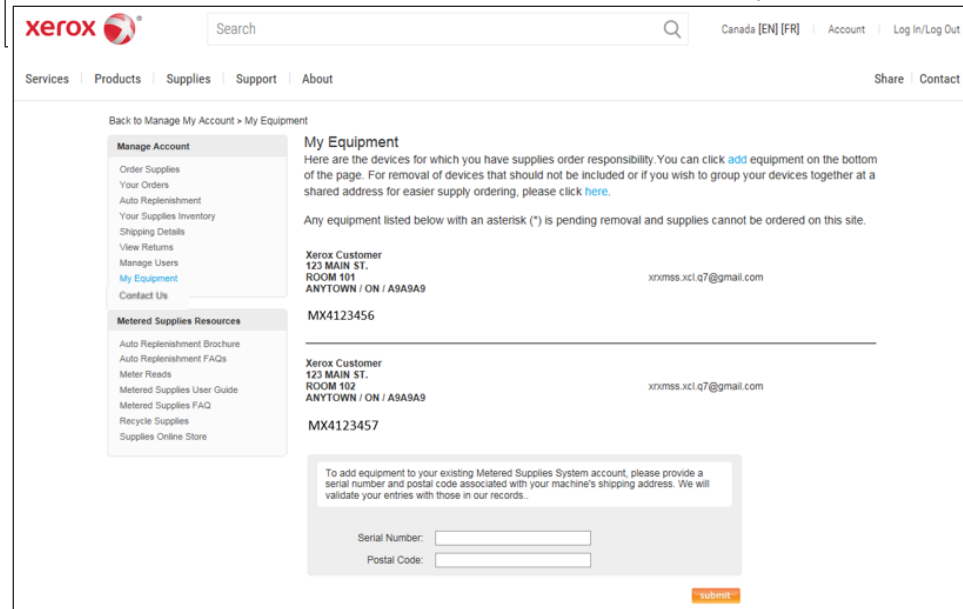 xerox
Search
Canada [EN] [FR] Account Log In/Log Out
Services Products Supplies Support About Share Contact
Back to Manage My Account > My Equipment
Manage Account
Order Supplies
Your Orders
Auto Replenishment
Your Supplies Inventory
Shipping Details
View Returns
Manage Users
My Equipment
Contact Us
Metered Supplies Resources
Auto Replenishment Brochure
Auto Replenishment FAQs
Meter Reads
Metered Supplies User Guide
Metered Supplies FAQ
Recycle Supplies
Supplies Online Store
My Equipment
Here are the devices for which you have supplies order responsibility.You can click add equipment on the bottom
of the page. For removal of devices that should not be included or if you wish to group your devices together at a
shared address for easier supply ordering, please click here.
Any equipment listed below with an asterisk (*) is pending removal and supplies cannot be ordered on this site.
Xerox Customer
123 MAIN ST.
ROOM 101 xrxmss.xcl.q7@gmail.com
ANYTOWN / ON / A9A9A9
MX4123456
Xerox Customer
123 MAIN ST.
ROOM 102 xrxmss.xcl.q7@gmail.com
ANYTOWN / ON / A9A9A9
MX4123457
To add equipment to your existing Metered Supplies System account, please provide a
serial number and postal code associated with your machine's shipping address. We will
validate your entries with those in our records..
Serial Number:
Postal Code:
submit